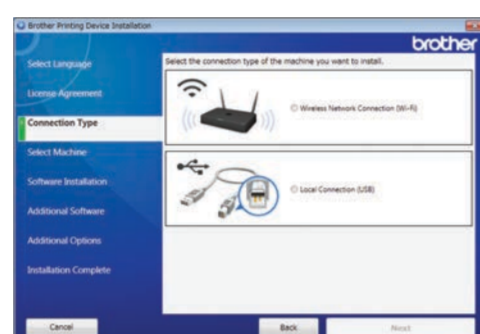 Brother Printing Device Installation
brother
Select Language
License Agreement
Connection Type
Select Machine
Software Installation
Additional Software
Additional Options
Installation Complete
Select the connection type of the machine you want to install.
Wireless Network Connection (Wi-Fi)
Local Connection (USB)
Cancel
Back
Next